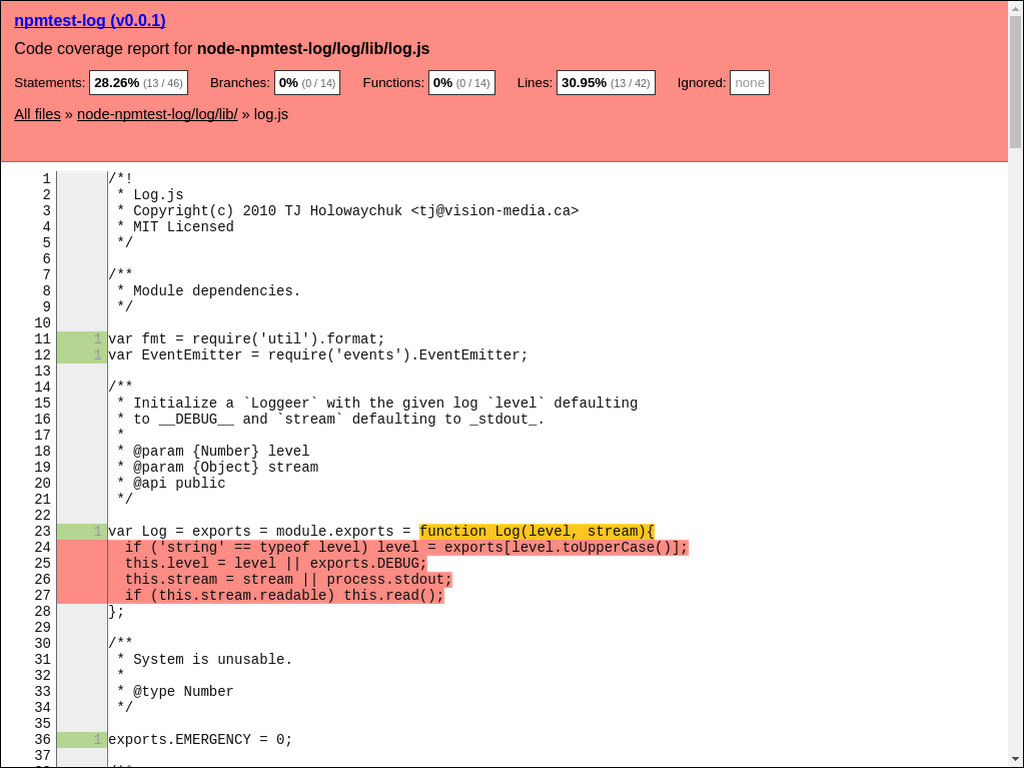 npmtest-log (v0.0.1)
Code coverage report for node-npmtest-log/log/lib/log.js
Statements: 28.26% (13 / 46) Branches: 0% (0 / 14) Functions: 0% (0 / 14) Lines: 30.95% (13 / 42) Ignored: none
All files » node-npmtest-log/log/lib/ » log.js
1 /*!
2  * Log.js
3  * Copyright(c) 2010 TJ Holowaychuk <tj@vision-media.ca>
4  * MIT Licensed
5  */
6
7 /**
8  * Module dependencies.
9  */
10
11 1 var fmt = require('util').format;
12 1 var EventEmitter = require('events').EventEmitter;
13
14 /**
15  * Initialize a `Loggeer` with the given log `level` defaulting
16  * to __DEBUG__ and `stream` defaulting to _stdout_.
17  *
18  * @param {Number} level
19  * @param {Object} stream
20  * @api public
21  */
22
23 1 var Log = exports = module.exports = function Log(level, stream){
24   if ('string' == typeof level) level = exports[level.toUpperCase()];
25   this.level = level || exports.DEBUG;
26   this.stream = stream || process.stdout;
27   if (this.stream.readable) this.read();
28 };
29
30 /**
31  * System is unusable.
32  *
33  * @type Number
34  */
35
36 1 exports.EMERGENCY = 0;
37